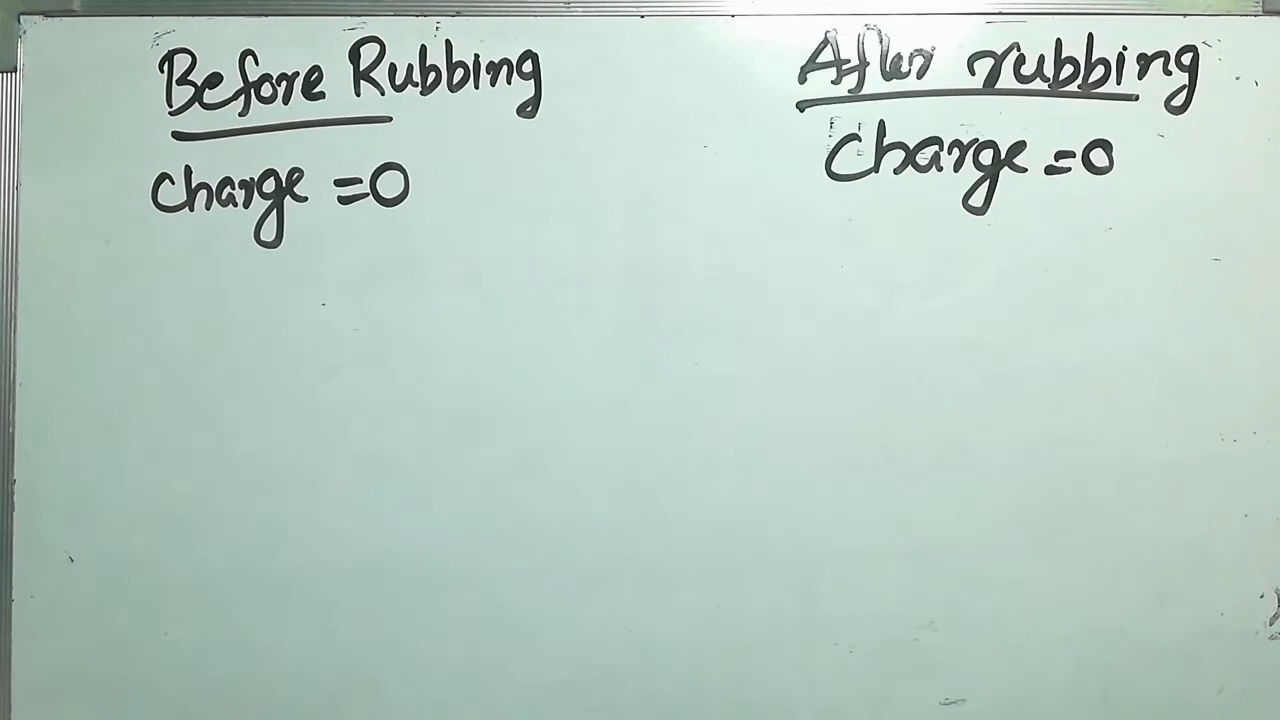 Before Rubbing
Charge = 0
After rubbing
Charge = 0